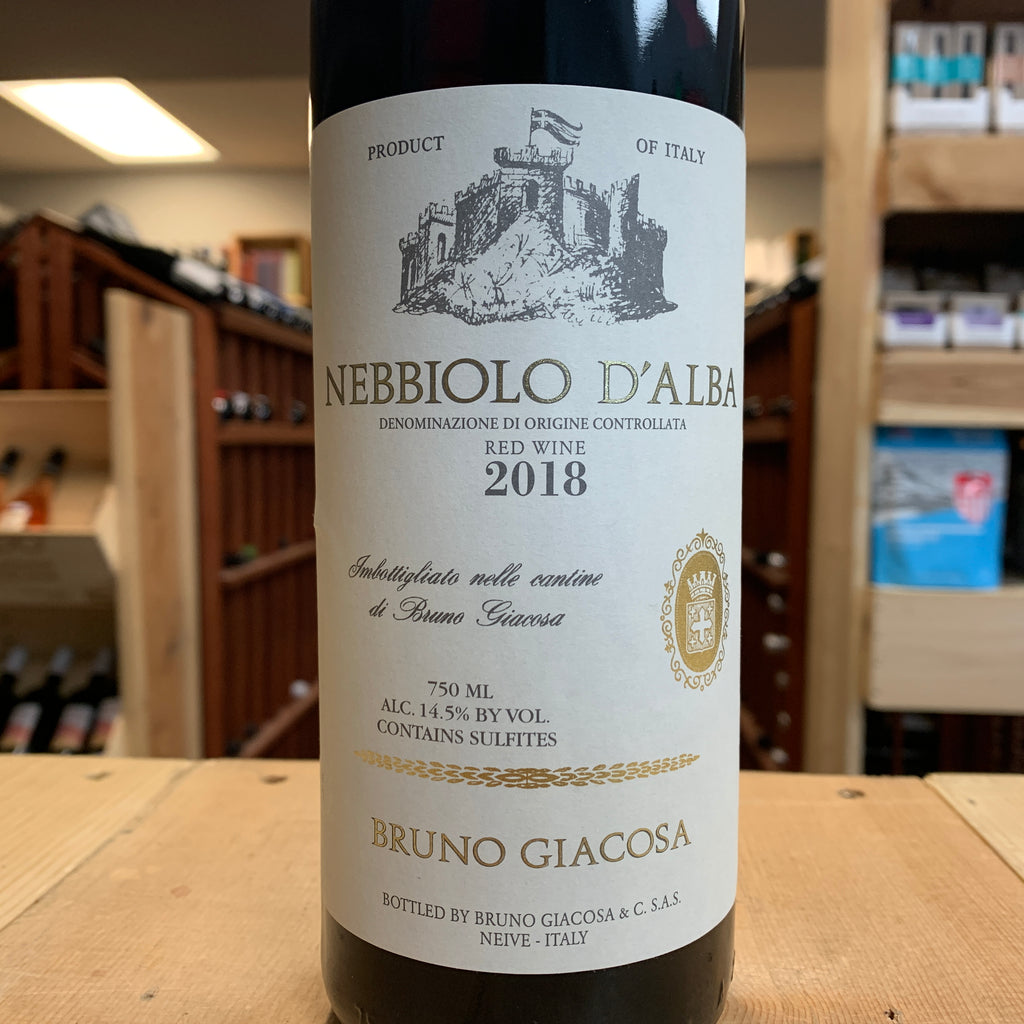 PRODUCT OF ITALY
NEBBIOLO D'ALBA
DENOMINAZIONE DI ORIGINE CONTROLLATA
RED WINE
2018
Imbottigliato nelle cantine
di Bruno Giacosa
750 ML
ALC. 14.5% BY VOL.
CONTAINS SULFITES
BRUNO GIACOSA
BOTTLED BY BRUNO GIACOSA & C. S.A.S.
NEIVE - ITALY